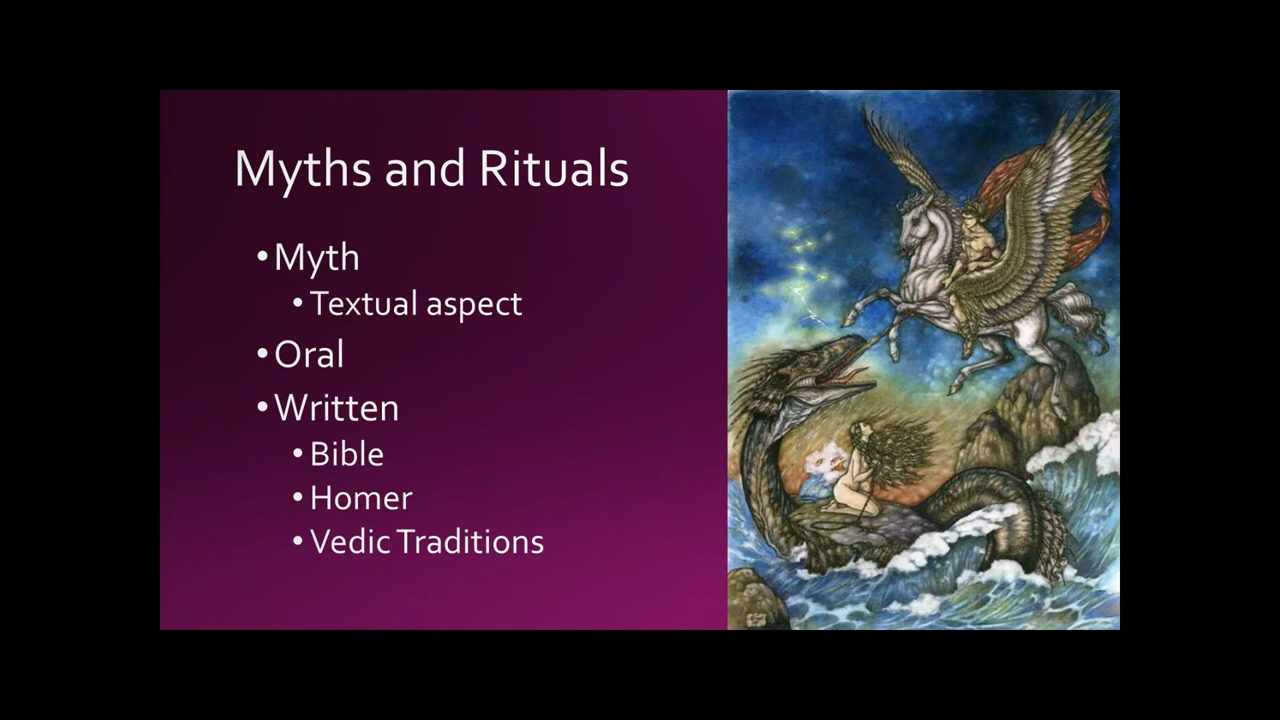 Myths and Rituals
•Myth
•Textual aspect
•Oral
•Written
•Bible
•Homer
•Vedic Traditions